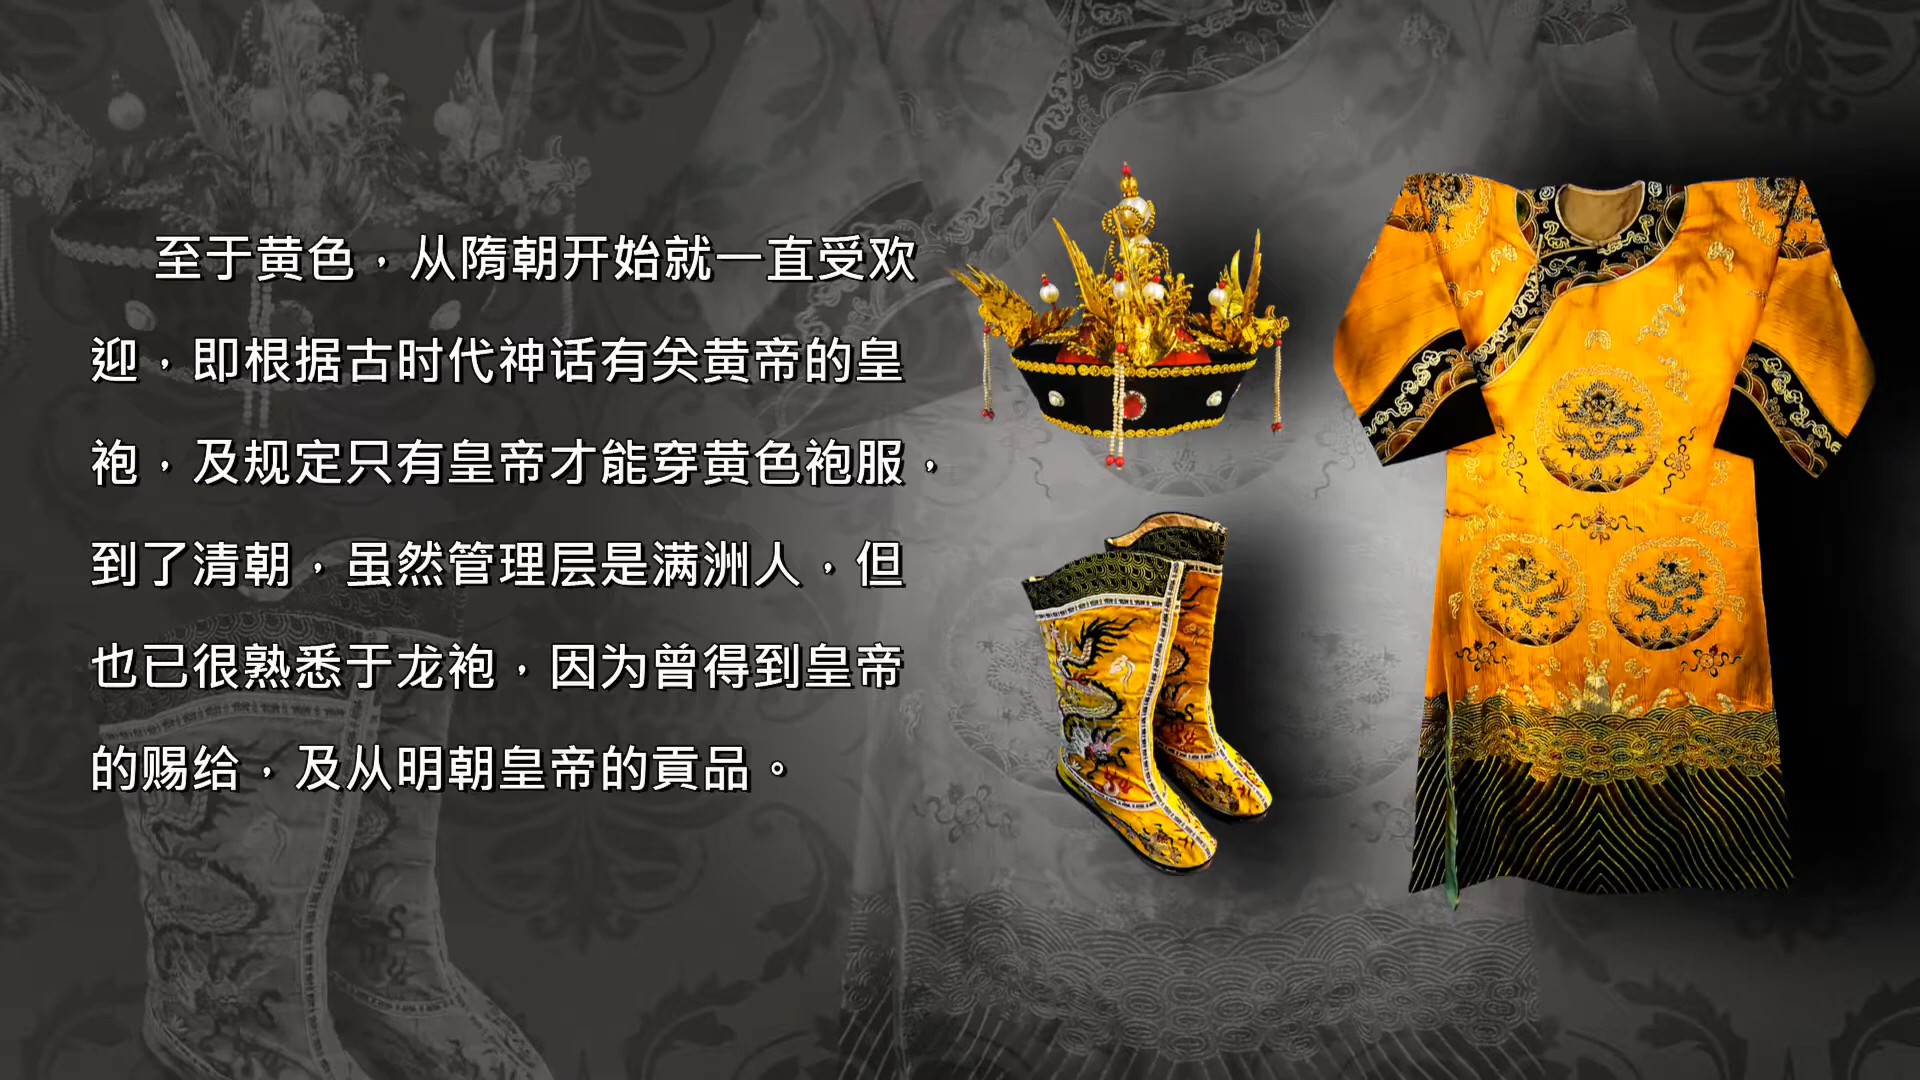 至于黄色，从隋朝开始就一直受欢
迎，即根据古时代神话有关黄帝的皇
袍，及规定只有皇帝才能穿黄色袍服，
到了清朝，虽然管理层是满洲人，但
也已很熟悉于龙袍，因为曾得到皇帝
的赐给，及从明朝皇帝的貢品。